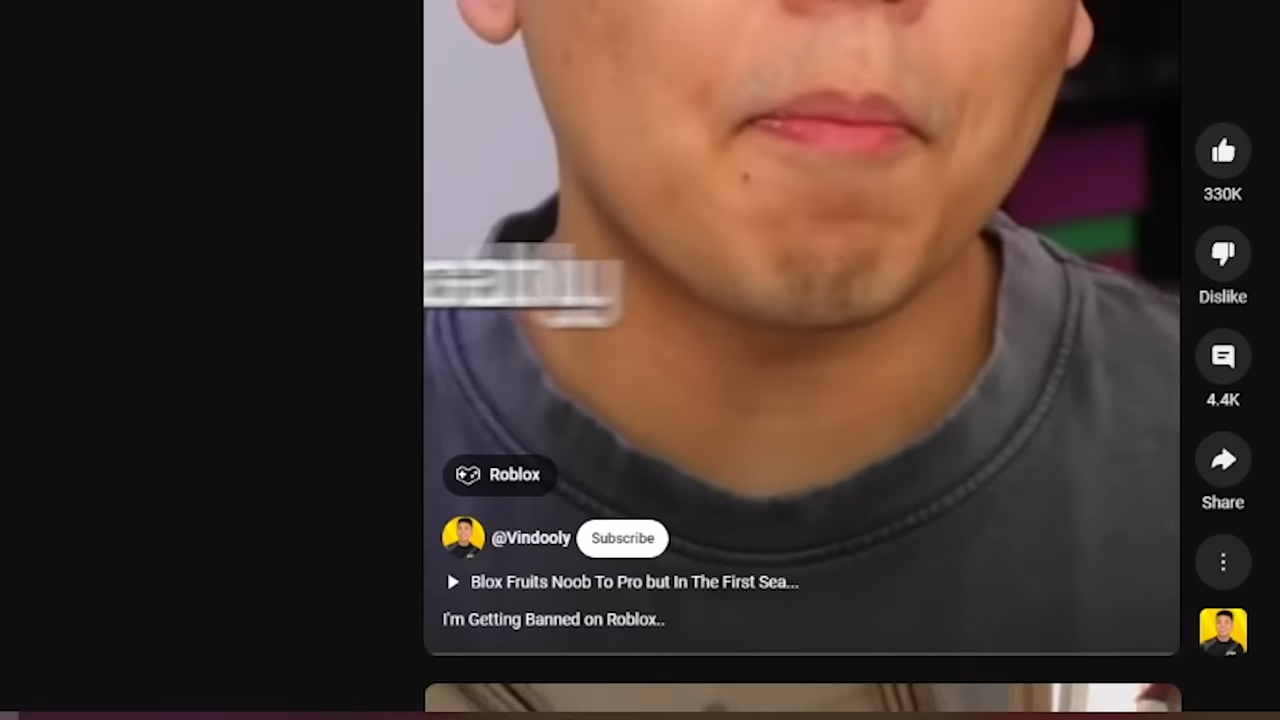 330K
Dislike
4.4K
Share
Roblox
@Vindooly Subscribe
Blox Fruits Noob To Pro but In The First Sea...
I'm Getting Banned on Roblox..